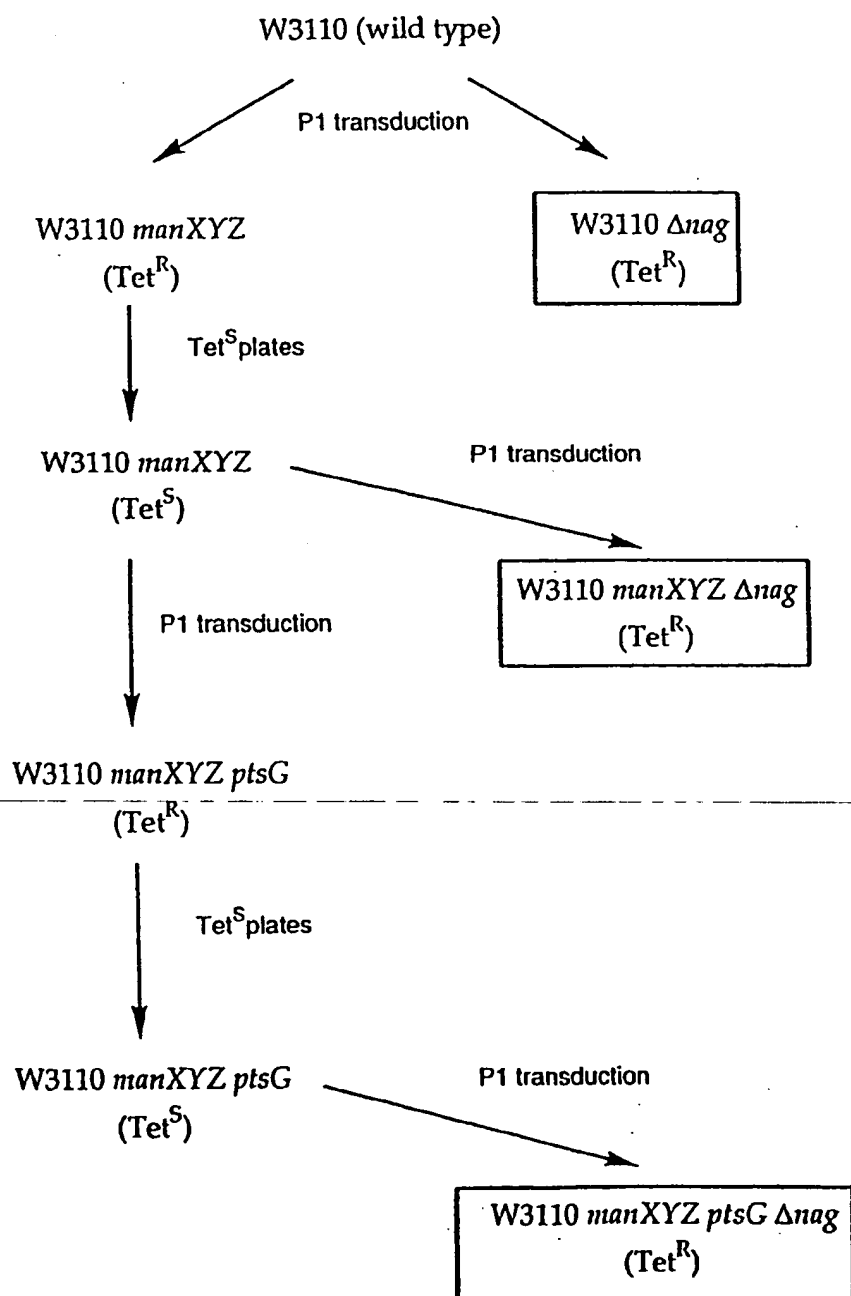 W3110 (wild type)
P1 transduction
W3110 manXYZ
(Tet^R)
W3110 Δnag
(Tet^R)
Tet^S plates
W3110 manXYZ
(Tet^S)
P1 transduction
W3110 manXYZ Δnag
(Tet^R)
P1 transduction
W3110 manXYZ ptsG
(Tet^R)
Tet^S plates
W3110 manXYZ ptsG
(Tet^S)
P1 transduction
W3110 manXYZ ptsG Δnag
(Tet^R)